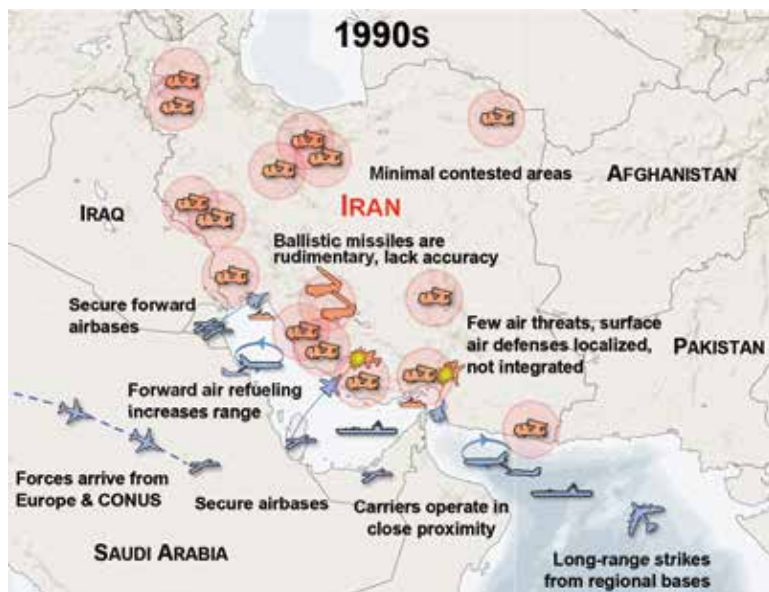 1990S
Minimal contested areas
AFGHANISTAN
IRAQ
IRAN
Ballistic missiles are
rudimentary, lack accuracy
Secure forward
airbases
Few air threats, surface
air defenses localized,
not integrated
PAKISTAN
Forward air refueling
increases range
Forces arrive from
Europe & CONUS
Secure airbases
Carriers operate in
close proximity
SAUDI ARABIA
Long-range strikes
from regional bases